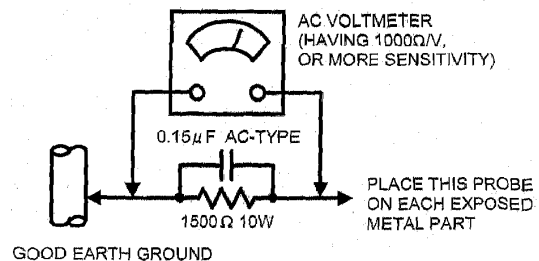 AC VOLTMETER
(HAVING 1000Ω/V,
OR MORE SENSITIVITY)
0.15μF AC-TYPE
1500Ω 10W
PLACE THIS PROBE
ON EACH EXPOSED
METAL PART
GOOD EARTH GROUND